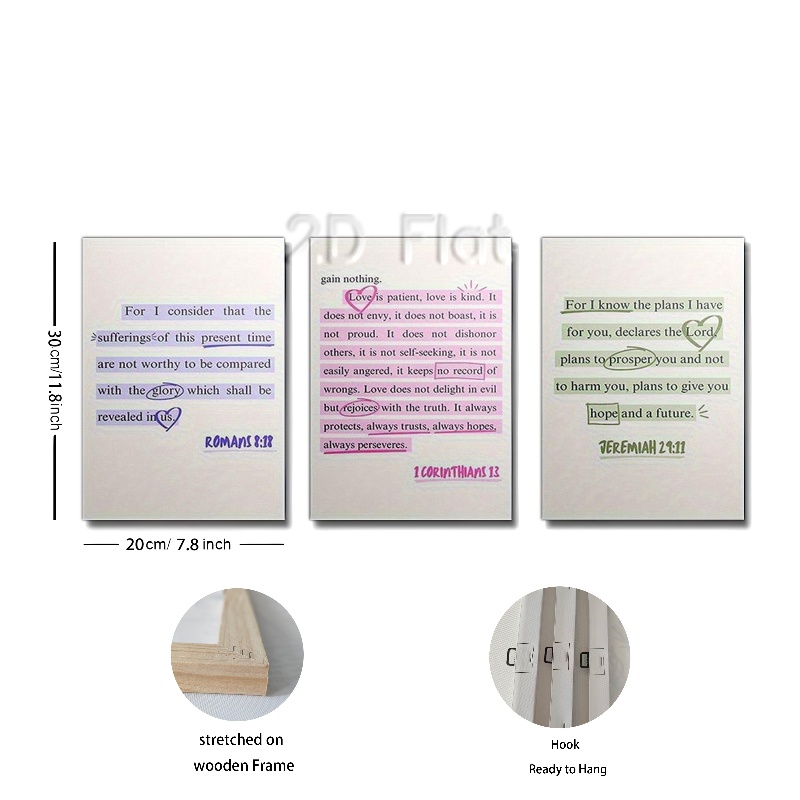 2D Flat
For I consider that the
sufferings of this present time
are not worthy to be compared
with the glory which shall be
revealed in us.
ROMANS 8:18
gain nothing.
Love is patient, love is kind. It
does not envy, it does not boast, it is
not proud. It does not dishonor
others, it is not self-seeking, it is not
easily angered, it keeps no record of
wrongs. Love does not delight in evil
but rejoices with the truth. It always
protects, always trusts, always hopes,
always perseveres.
1 CORINTHIANS 13
For I know the plans I have
for you, declares the Lord,
plans to prosper you and not
to harm you, plans to give you
hope and a future.
JEREMIAH 29:11
30cm/11.8inch
20cm/ 7.8 inch
stretched on
wooden Frame
Hook
Ready to Hang